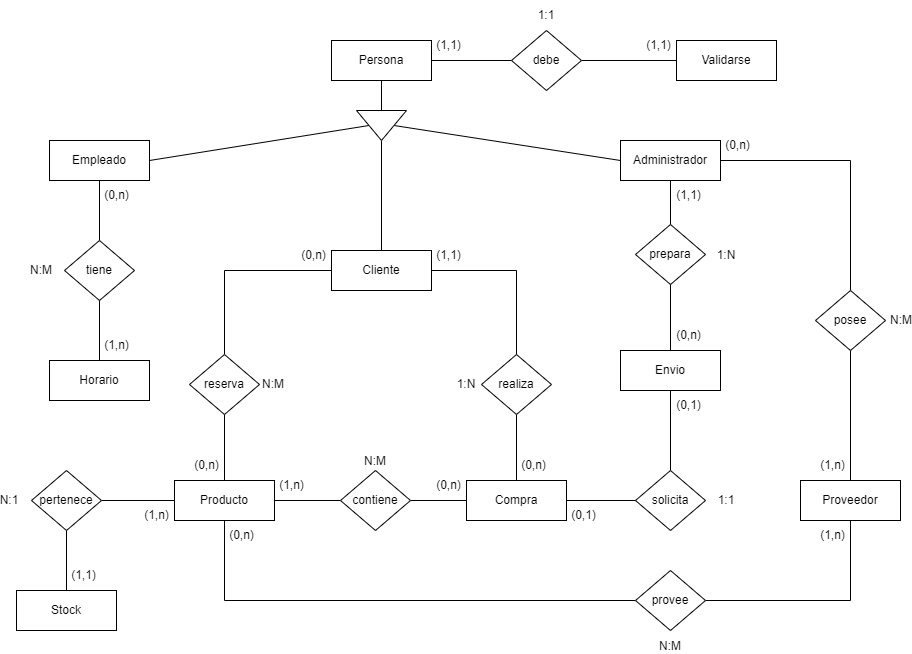 1:1
Persona
(1,1)
debe
(1,1)
Validarse
Empleado
Administrador
(0,n)
(0,n)
(1,1)
N:M
tiene
(0,n)
Cliente
(1,1)
prepara
1:N
(1,n)
(0,n)
posee
N:M
Horario
reserva
N:M
1:N
realiza
Envio
(0,1)
(0,n)
N:M
(0,n)
(1,n)
N:1
pertenece
Producto
(1,n)
contiene
(0,n)
Compra
solicita
1:1
Proveedor
(1,n)
(0,1)
(0,n)
(1,n)
(1,1)
Stock
provee
N:M